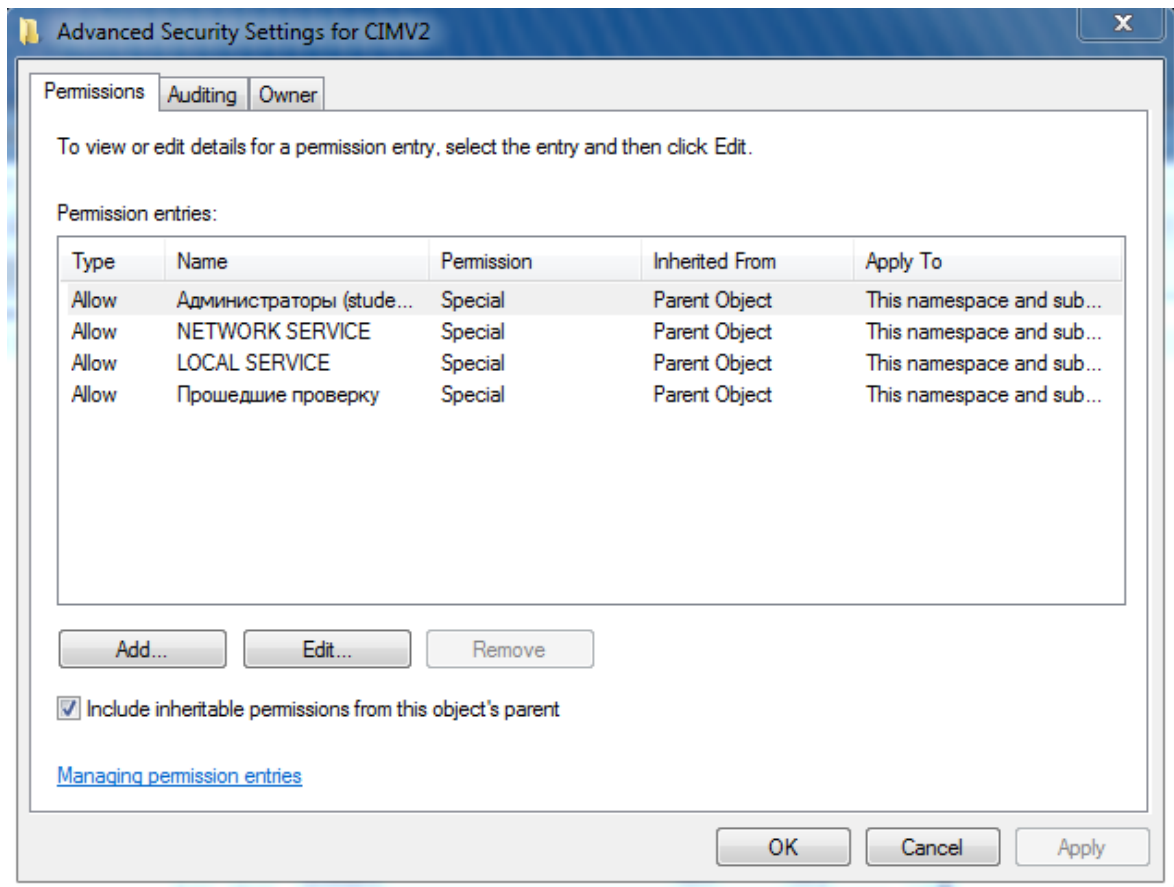 Advanced Security Settings for CIMV2
Permissions Auditing Owner
To view or edit details for a permission entry, select the entry and then click Edit.
Permission entries:
Type Name Permission Inherited From Apply To
Allow Администраторы (stude... Special Parent Object This namespace and sub...
Allow NETWORK SERVICE Special Parent Object This namespace and sub...
Allow LOCAL SERVICE Special Parent Object This namespace and sub...
Allow Прошедшие проверку Special Parent Object This namespace and sub...
Add... Edit... Remove
Include inheritable permissions from this object's parent
Managing permission entries
OK Cancel Apply